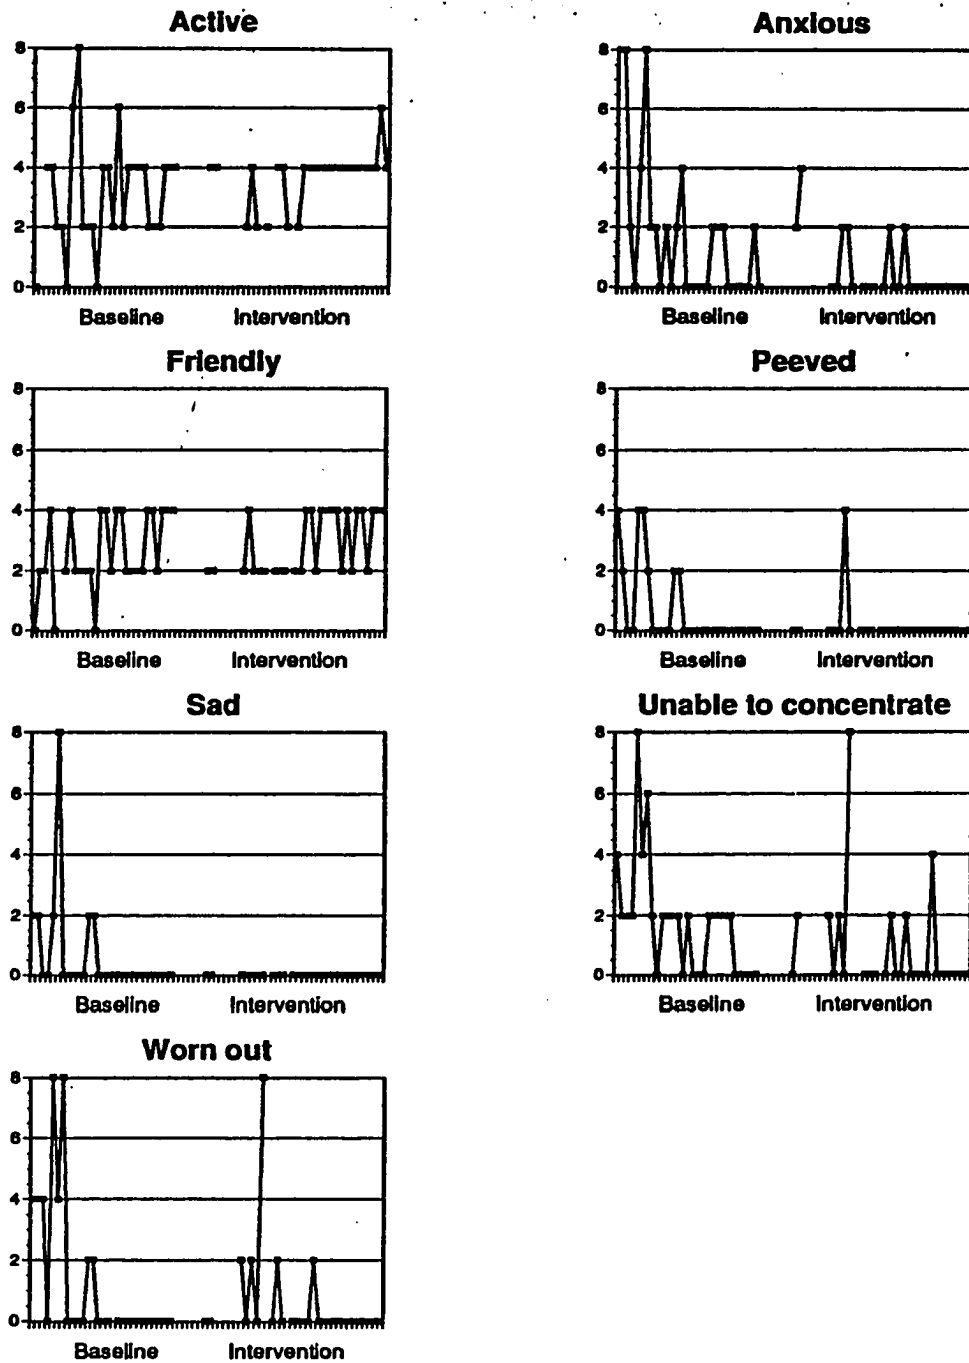 Active
8
6
4
2
0
Baseline Intervention
Anxious
8
6
4
2
0
Baseline Intervention
Friendly
8
6
4
2
0
Baseline Intervention
Peeved
8
6
4
2
0
Baseline Intervention
Sad
8
6
4
2
0
Baseline Intervention
Unable to concentrate
8
6
4
2
0
Baseline Intervention
Worn out
8
6
4
2
0
Baseline Intervention